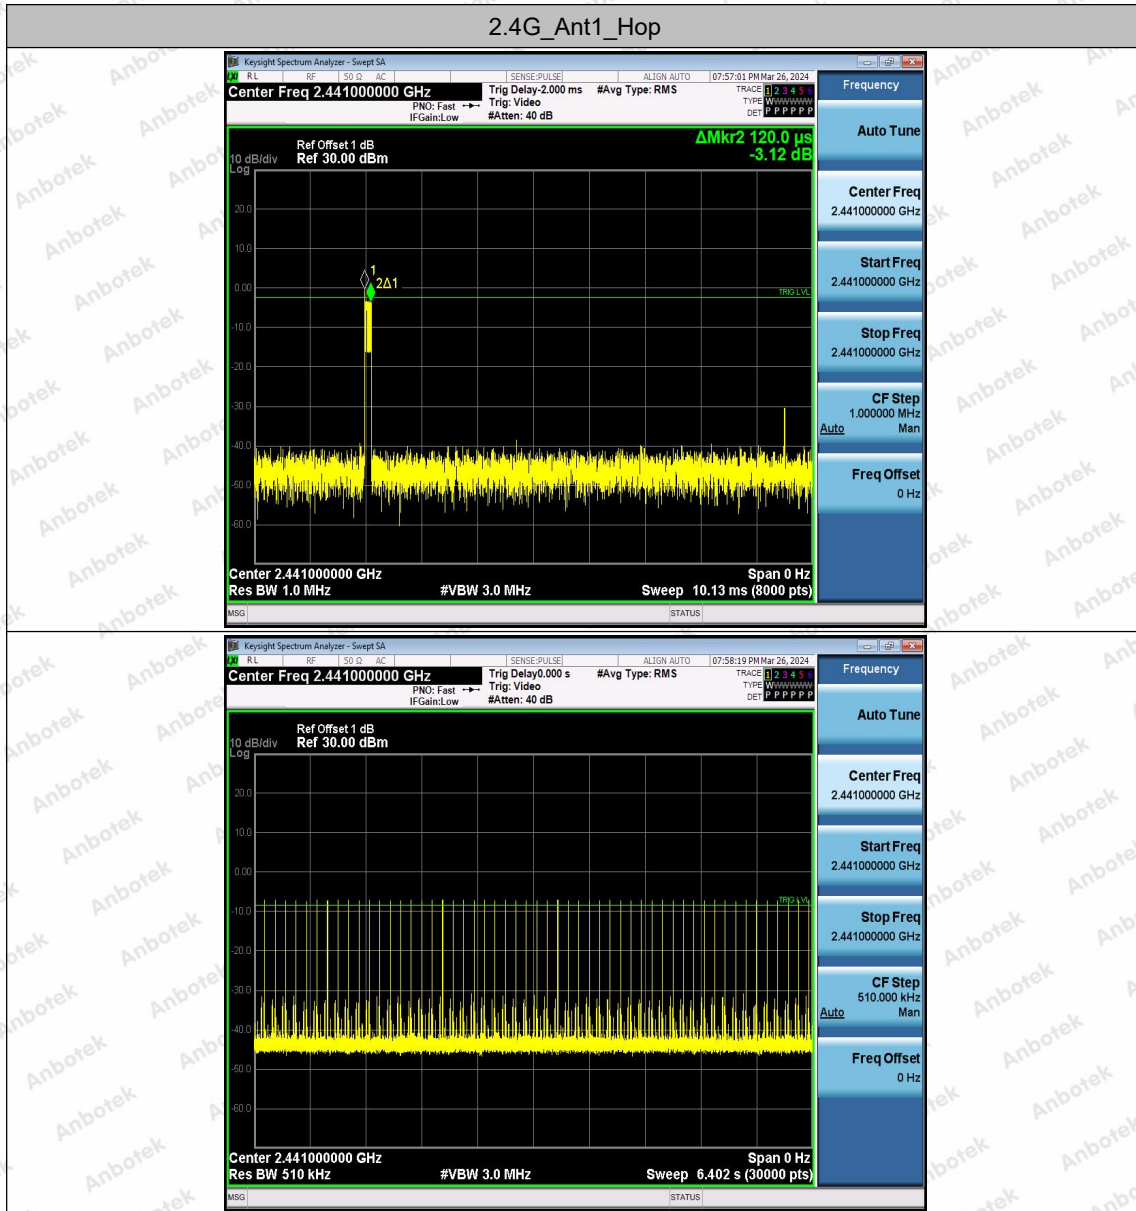 2.4G_Ant1_Hop
Keysight Spectrum Analyzer - Swept SA
LXI RL RF 50 Ω AC SENSE:PULSE ALIGN AUTO 07:57:01 PM Mar 26, 2024
Center Freq 2.441000000 GHz
PNO: Fast
IFGain:Low
Trig Delay-2.000 ms
Trig: Video
#Atten: 40 dB
#Avg Type: RMS
TRACE 1 2 3 4 5 6
TYPE WWWWWW
DET P P P P P P
Ref Offset 1 dB
10 dB/div Ref 30.00 dBm
Log
ΔMkr2 120.0 µs
-3.12 dB
20.0
10.0
1
2Δ1
0.00
TRIG LVL
-10.0
-20.0
-30.0
-40.0
-50.0
-60.0
Center 2.441000000 GHz Span 0 Hz
Res BW 1.0 MHz #VBW 3.0 MHz Sweep 10.13 ms (8000 pts)
MSG STATUS
Frequency
Auto Tune
Center Freq
2.441000000 GHz
Start Freq
2.441000000 GHz
Stop Freq
2.441000000 GHz
CF Step
1.000000 MHz
Auto Man
Freq Offset
0 Hz
Keysight Spectrum Analyzer - Swept SA
LXI RL RF 50 Ω AC SENSE:PULSE ALIGN AUTO 07:58:19 PM Mar 26, 2024
Center Freq 2.441000000 GHz
PNO: Fast
IFGain:Low
Trig Delay0.000 s
Trig: Video
#Atten: 40 dB
#Avg Type: RMS
TRACE 1 2 3 4 5 6
TYPE WWWWWW
DET P P P P P P
Ref Offset 1 dB
10 dB/div Ref 30.00 dBm
Log
20.0
10.0
0.00
TRIG LVL
-10.0
-20.0
-30.0
-40.0
-50.0
-60.0
Center 2.441000000 GHz Span 0 Hz
Res BW 510 kHz #VBW 3.0 MHz Sweep 6.402 s (30000 pts)
MSG STATUS
Frequency
Auto Tune
Center Freq
2.441000000 GHz
Start Freq
2.441000000 GHz
Stop Freq
2.441000000 GHz
CF Step
510.000 kHz
Auto Man
Freq Offset
0 Hz
Anbotek